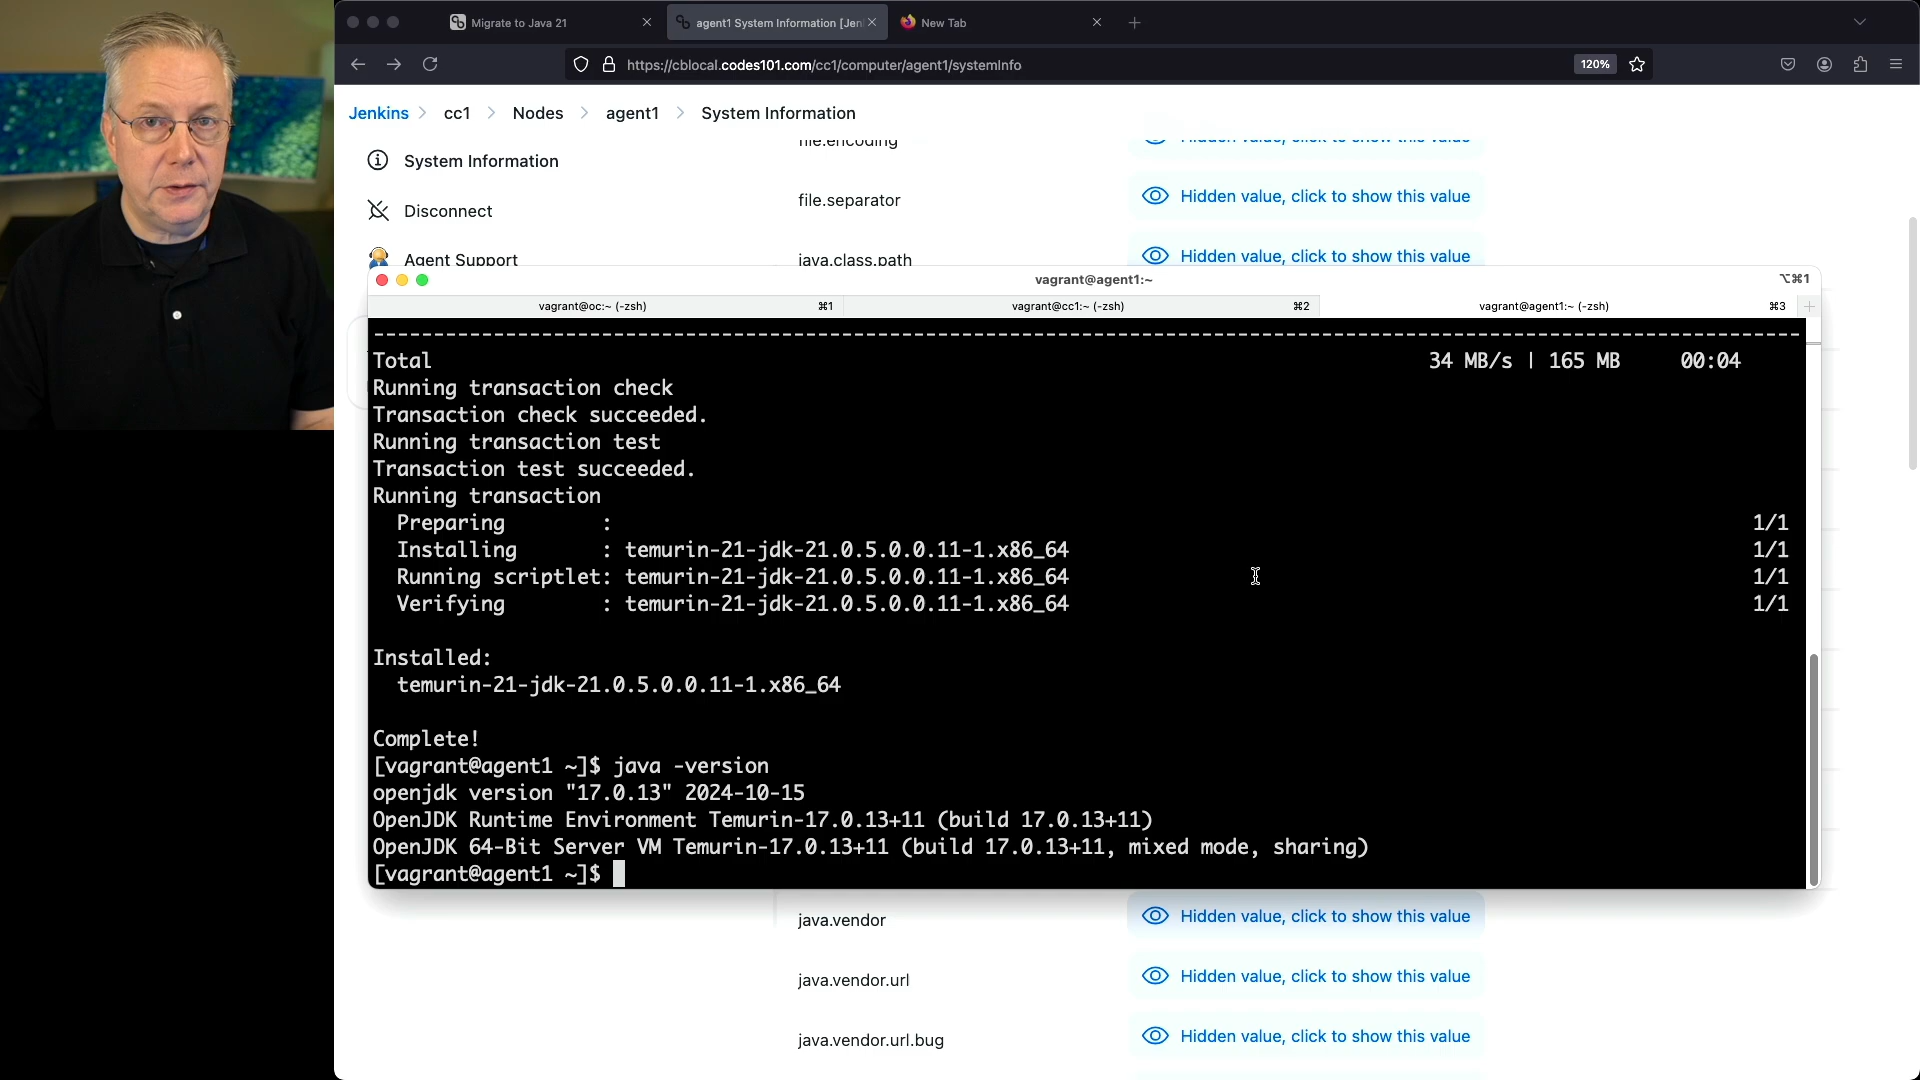 Migrate to Java 21
agent1 System Information [Jen
New Tab
https://cblocal.codes101.com/cc1/computer/agent1/systemInfo
120%
Jenkins cc1 Nodes agent1 System Information
System Information
Disconnect
Agent Support
file.encoding Hidden value, click to show this value
file.separator Hidden value, click to show this value
java.class.path Hidden value, click to show this value
vagrant@agent1:~
⌥⌘1
vagrant@oc:~ (-zsh) ⌘1
vagrant@cc1:~ (-zsh) ⌘2
vagrant@agent1:~ (-zsh) ⌘3
Total 34 MB/s | 165 MB 00:04
Running transaction check
Transaction check succeeded.
Running transaction test
Transaction test succeeded.
Running transaction
Preparing : 1/1
Installing : temurin-21-jdk-21.0.5.0.0.11-1.x86_64 1/1
Running scriptlet: temurin-21-jdk-21.0.5.0.0.11-1.x86_64 1/1
Verifying : temurin-21-jdk-21.0.5.0.0.11-1.x86_64 1/1
Installed:
temurin-21-jdk-21.0.5.0.0.11-1.x86_64
Complete!
[vagrant@agent1 ~]$ java -version
openjdk version "17.0.13" 2024-10-15
OpenJDK Runtime Environment Temurin-17.0.13+11 (build 17.0.13+11)
OpenJDK 64-Bit Server VM Temurin-17.0.13+11 (build 17.0.13+11, mixed mode, sharing)
[vagrant@agent1 ~]$
java.vendor Hidden value, click to show this value
java.vendor.url Hidden value, click to show this value
java.vendor.url.bug Hidden value, click to show this value